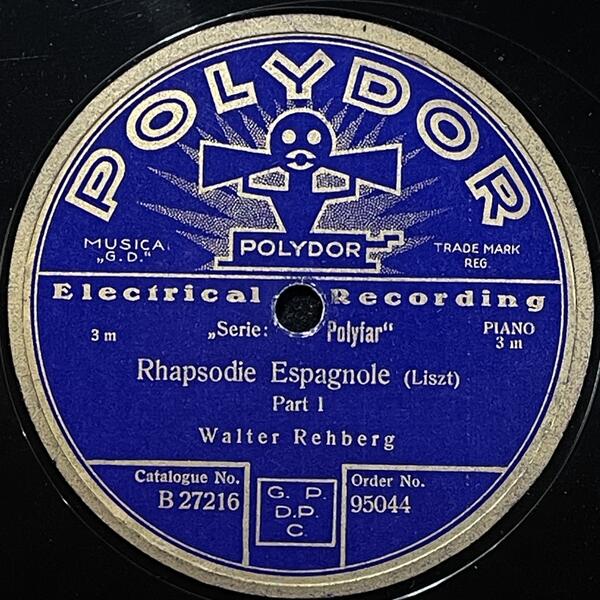 POLYDOR
POLYDOR
MUSICA
„G.D.“
TRADE MARK
REG.
Electrical Recording
3 m
„Serie: Polyfar“
PIANO
3 m
Rhapsodie Espagnole (Liszt)
Part 1
Walter Rehberg
Catalogue No.
B 27216
G. P.
D.P.
C.
Order No.
95044